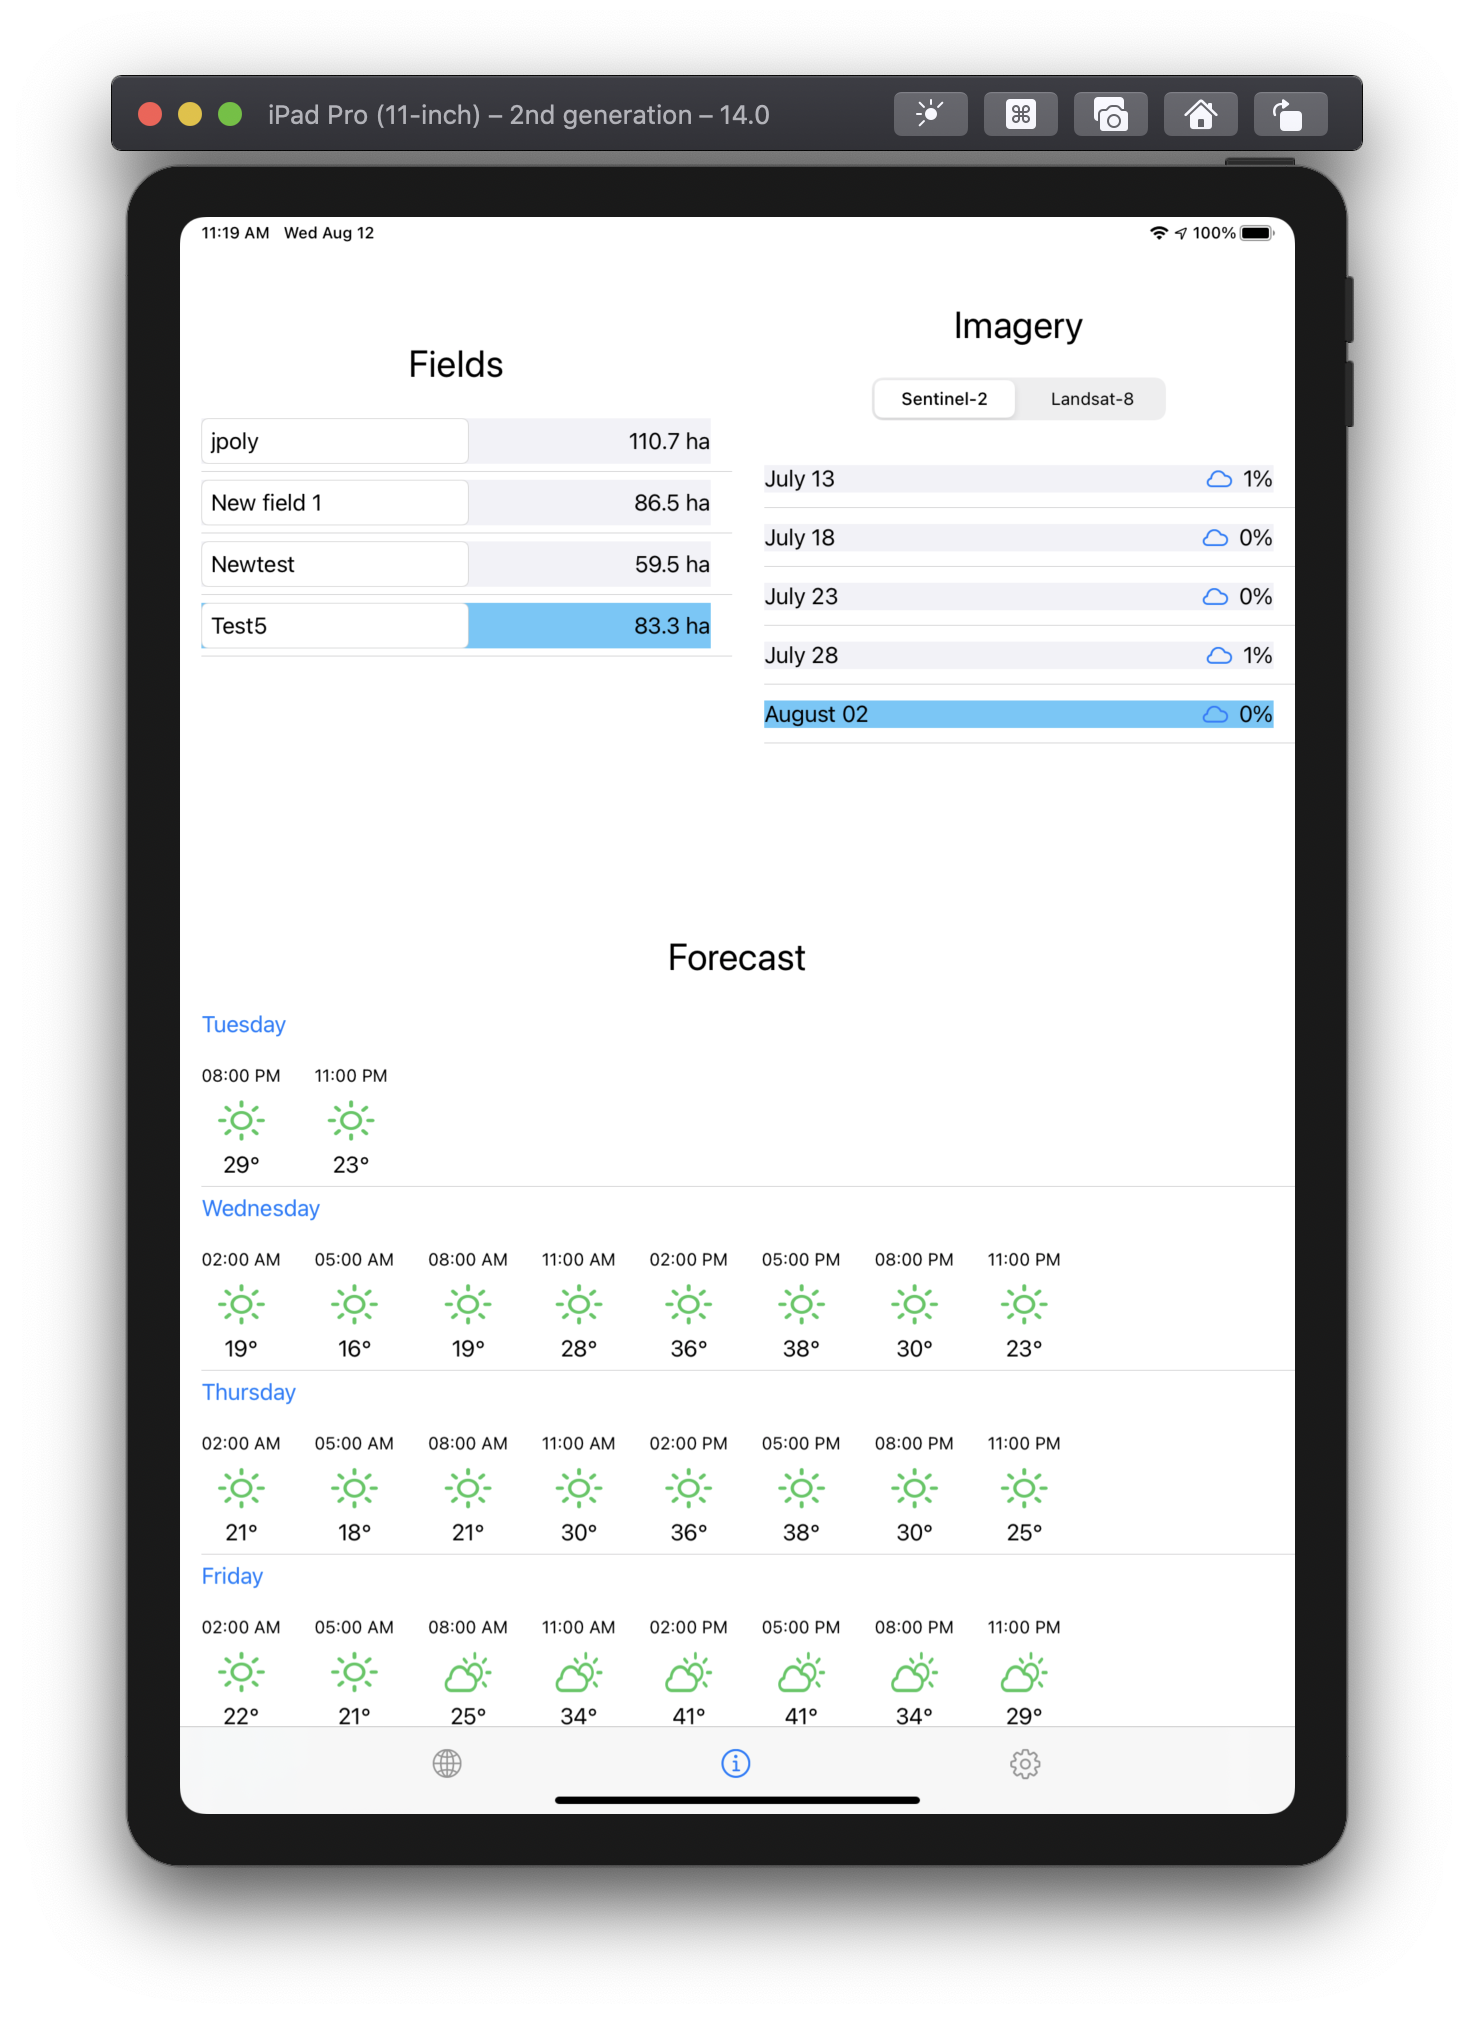 iPad Pro (11-inch) – 2nd generation – 14.0
11:19 AM Wed Aug 12
100%
Fields
jpoly 110.7 ha
New field 1 86.5 ha
Newtest 59.5 ha
Test5 83.3 ha
Imagery
Sentinel-2 Landsat-8
July 13 1%
July 18 0%
July 23 0%
July 28 1%
August 02 0%
Forecast
Tuesday
08:00 PM 11:00 PM
29° 23°
Wednesday
02:00 AM 05:00 AM 08:00 AM 11:00 AM 02:00 PM 05:00 PM 08:00 PM 11:00 PM
19° 16° 19° 28° 36° 38° 30° 23°
Thursday
02:00 AM 05:00 AM 08:00 AM 11:00 AM 02:00 PM 05:00 PM 08:00 PM 11:00 PM
21° 18° 21° 30° 36° 38° 30° 25°
Friday
02:00 AM 05:00 AM 08:00 AM 11:00 AM 02:00 PM 05:00 PM 08:00 PM 11:00 PM
22° 21° 25° 34° 41° 41° 34° 29°